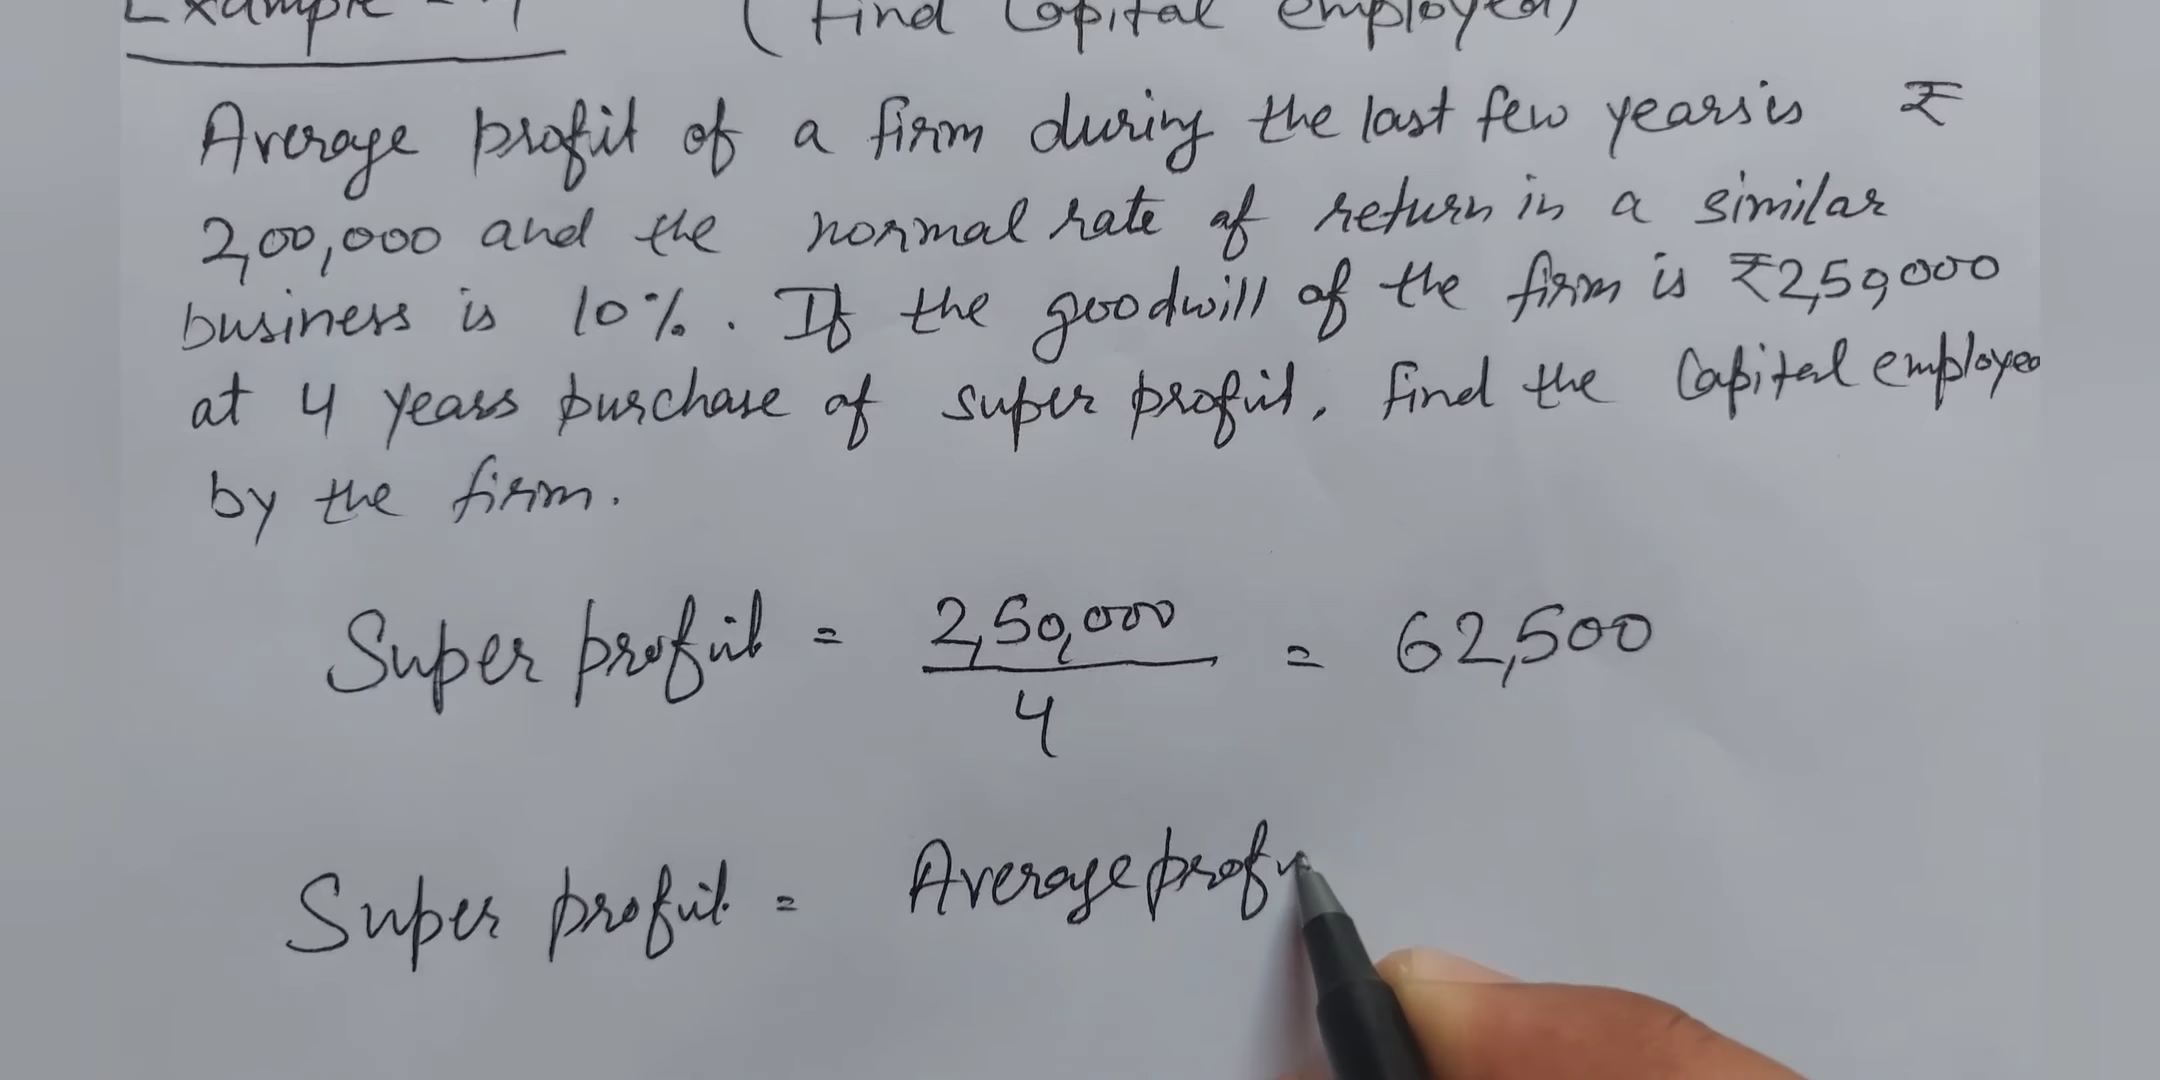 Example - 4 (Find Capital employed)
Average profit of a firm during the last few years is ₹
2,00,000 and the normal rate of return in a similar
business is 10%. If the goodwill of the firm is ₹2,50,000
at 4 years purchase of super profit, find the Capital employe
by the firm.
Super profit = 2,50,000 / 4 = 62,500
Super profit = Average profi